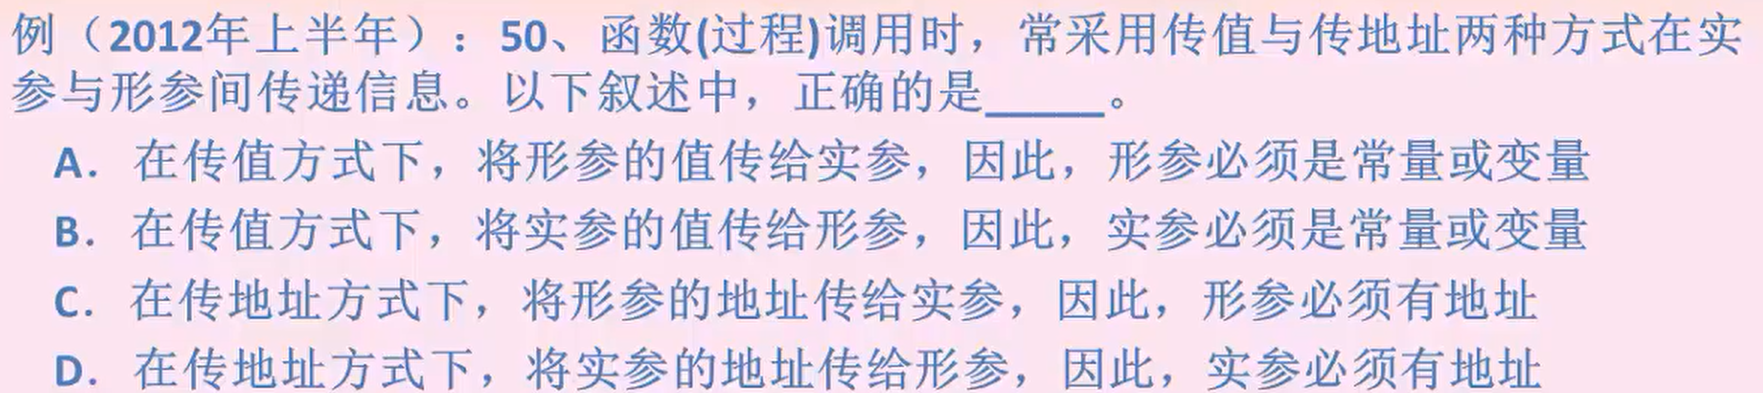 例（2012年上半年）：50、函数(过程)调用时，常采用传值与传地址两种方式在实
参与形参间传递信息。以下叙述中，正确的是_____。
A. 在传值方式下，将形参的值传给实参，因此，形参必须是常量或变量
B. 在传值方式下，将实参的值传给形参，因此，实参必须是常量或变量
C. 在传地址方式下，将形参的地址传给实参，因此，形参必须有地址
D. 在传地址方式下，将实参的地址传给形参，因此，实参必须有地址